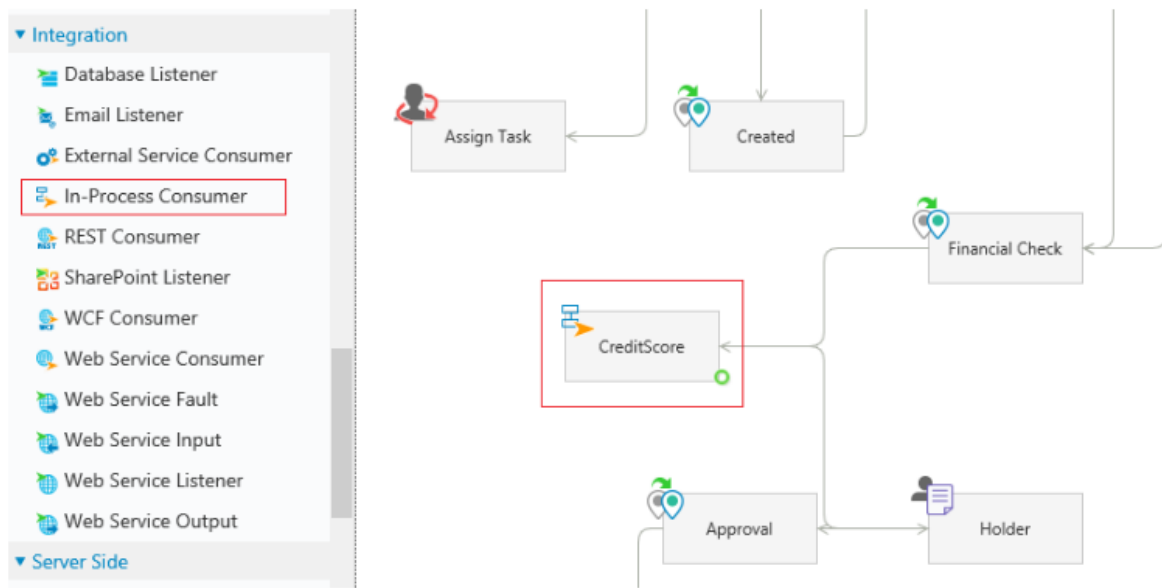 Integration
Database Listener
Email Listener
External Service Consumer
In-Process Consumer
REST Consumer
SharePoint Listener
WCF Consumer
Web Service Consumer
Web Service Fault
Web Service Input
Web Service Listener
Web Service Output
Server Side
Assign Task
Created
Financial Check
CreditScore
Approval
Holder